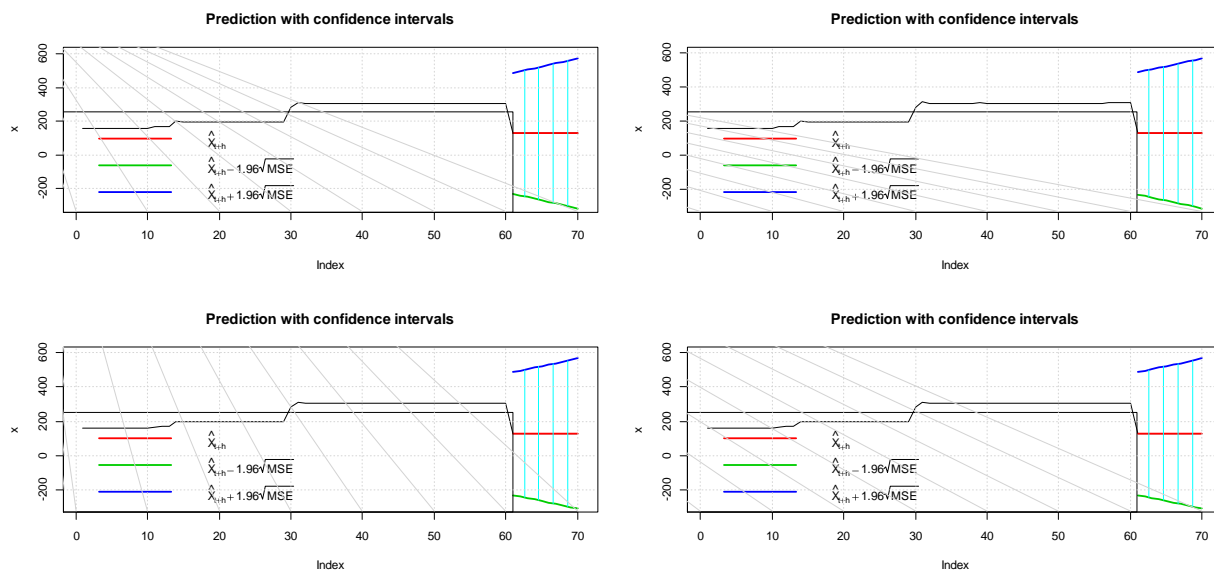 Prediction with confidence intervals
600
400
200
0
200
x
X̂t+h
X̂t+h − 1.96√MSE
X̂t+h + 1.96√MSE
0 10 20 30 40 50 60 70
Index
Prediction with confidence intervals
600
400
200
0
-200
x
X̂t+h
X̂t+h − 1.96√MSE
X̂t+h + 1.96√MSE
0 10 20 30 40 50 60 70
Index
Prediction with confidence intervals
600
400
200
0
200
x
X̂t+h
X̂t+h − 1.96√MSE
X̂t+h + 1.96√MSE
0 10 20 30 40 50 60 70
Index
Prediction with confidence intervals
600
400
200
0
200
x
X̂t+h
X̂t+h − 1.96√MSE
X̂t+h + 1.96√MSE
0 10 20 30 40 50 60 70
Index